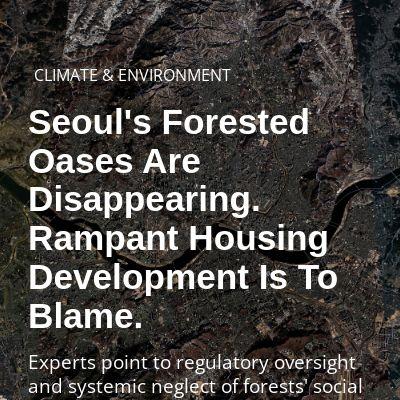 CLIMATE & ENVIRONMENT
Seoul's Forested
Oases Are
Disappearing.
Rampant Housing
Development Is To
Blame.
Experts point to regulatory oversight
and systemic neglect of forests' social